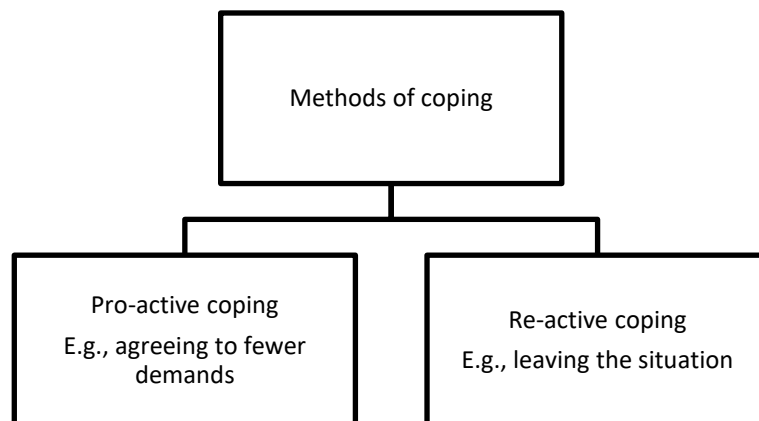 Methods of coping
Pro-active coping
E.g., agreeing to fewer
demands
Re-active coping
E.g., leaving the situation